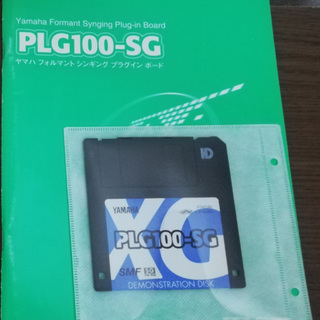 Yamaha Formant Synging Plug-in Board
PLG100-SG
ヤマハ フォルマント シンギング プラグイン ボード
HD
YAMAHA
XG
PLG100-SG
SMF
DEMONSTRATION DISK